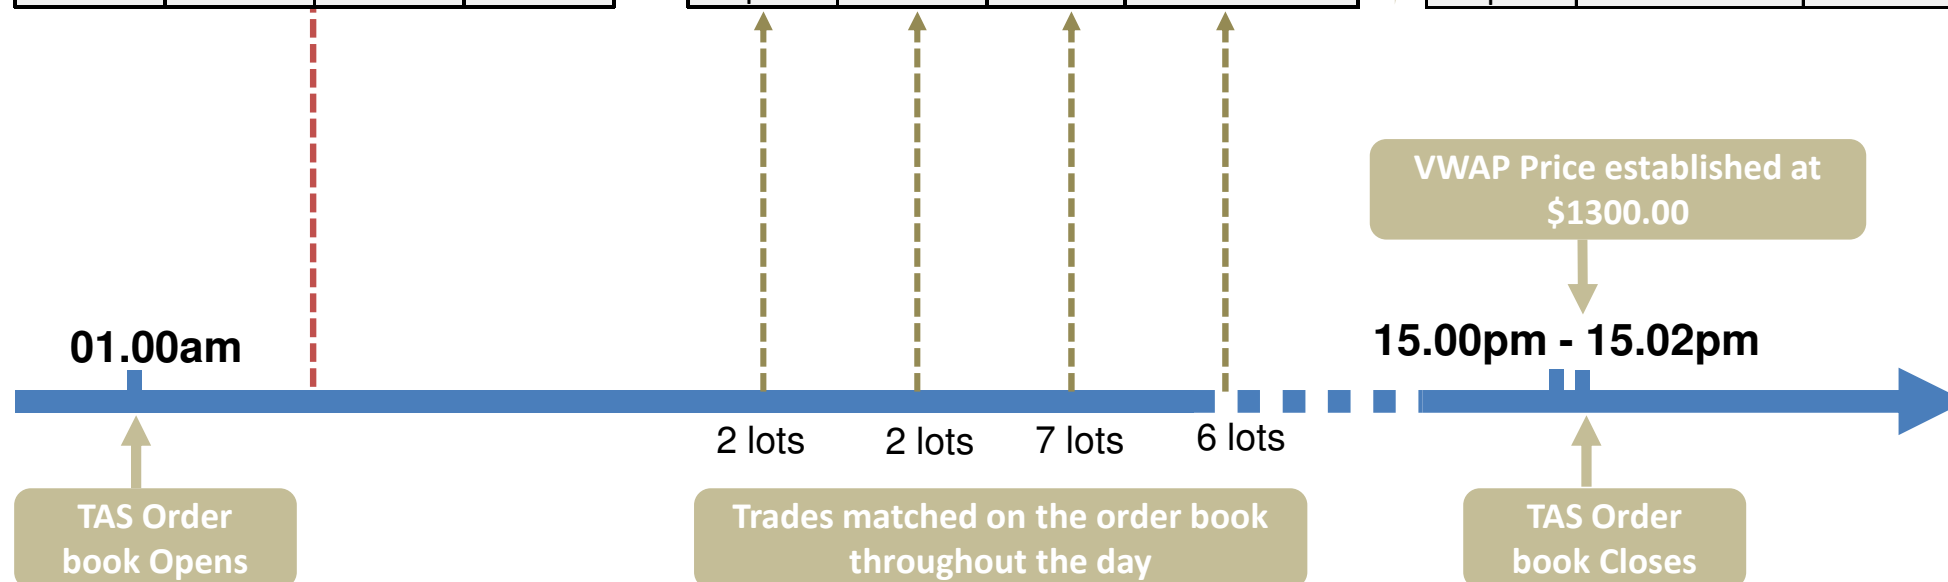 VWAP Price established at
$1300.00
01.00am
15.00pm - 15.02pm
2 lots
2 lots
7 lots
6 lots
TAS Order
book Opens
Trades matched on the order book
throughout the day
TAS Order
book Closes